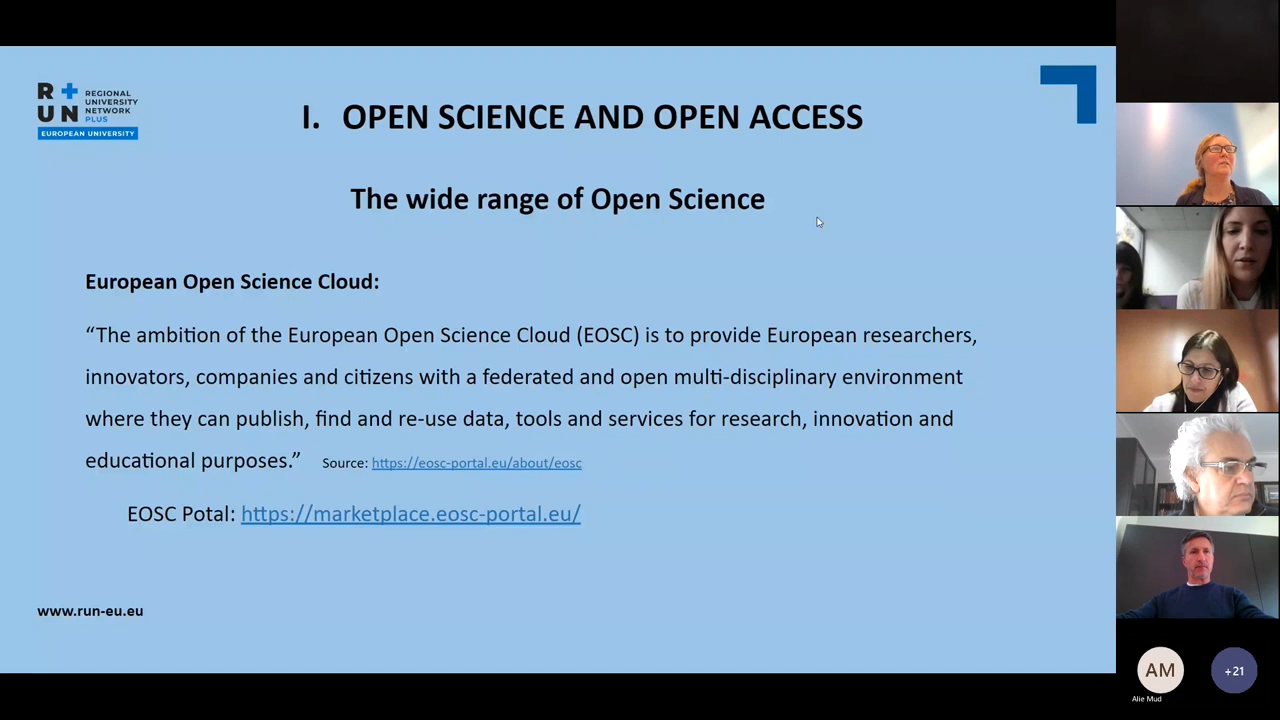 R+
UN
REGIONAL
UNIVERSITY
NETWORK
PLUS
EUROPEAN UNIVERSITY
I. OPEN SCIENCE AND OPEN ACCESS
The wide range of Open Science
European Open Science Cloud:
“The ambition of the European Open Science Cloud (EOSC) is to provide European researchers,
innovators, companies and citizens with a federated and open multi-disciplinary environment
where they can publish, find and re-use data, tools and services for research, innovation and
educational purposes.” Source: https://eosc-portal.eu/about/eosc
EOSC Potal: https://marketplace.eosc-portal.eu/
www.run-eu.eu
AM
Alie Mud
+21